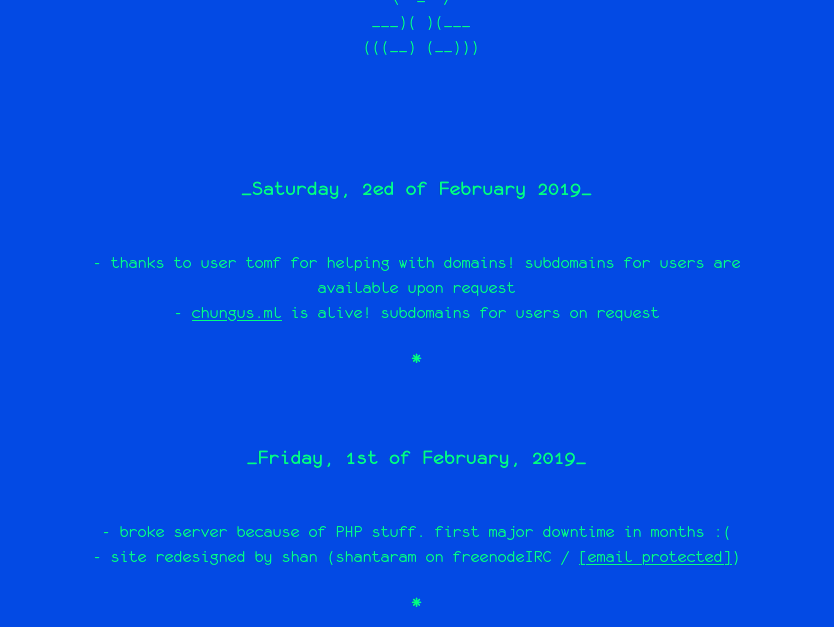 ___)( )(___
(((__) (__)))
_Saturday, 2ed of February 2019_
- thanks to user tomf for helping with domains! subdomains for users are
available upon request
- chungus.ml is alive! subdomains for users on request
*
_Friday, 1st of February, 2019_
- broke server because of PHP stuff. first major downtime in months :(
- site redesigned by shan (shantaram on freenodeIRC / [email protected])
*